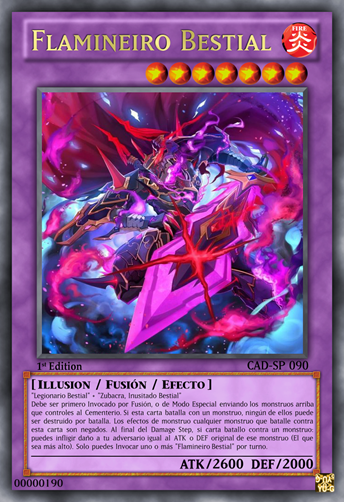 FLAMINEIRO BESTIAL
FIRE
炎
1st Edition
CAD-SP 090
[ ILLUSION / FUSIÓN / EFECTO ]
"Legionario Bestial" + "Zubacra, Inusitado Bestial"
Debe ser primero Invocado por Fusión, o de Modo Especial enviando los monstruos arriba
que controles al Cementerio. Si esta carta batalla con un monstruo, ningún de ellos puede
ser destruido por batalla. Los efectos de monstruo cualquier monstruo que batalle contra
esta carta son negados. Al final del Damage Step, si carta batallo contra un monstruo
puedes infligir daño a tu adversario igual al ATK o DEF original de ese monstruo (El que
sea más alto). Solo puedes Invocar uno o más "Flamineiro Bestial" por turno.
ATK/2600 DEF/2000
00000190